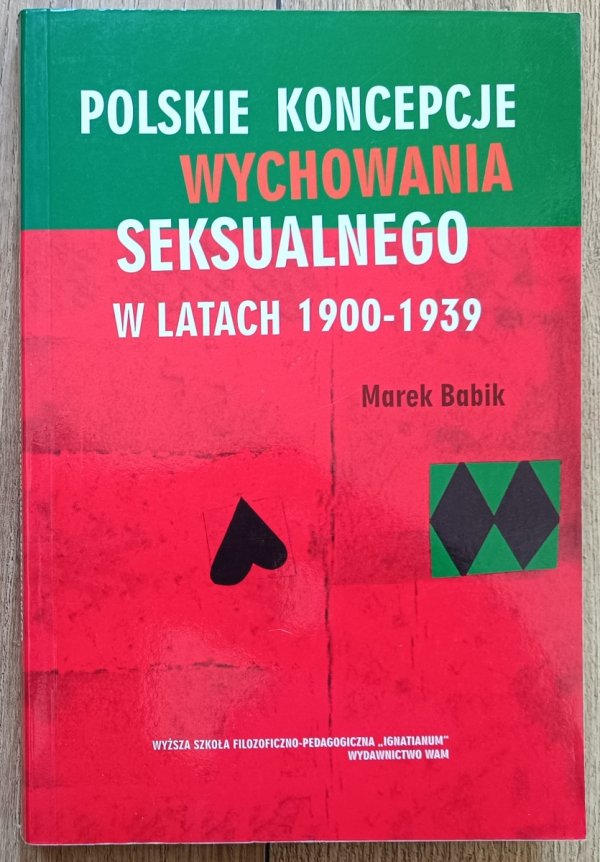 POLSKIE KONCEPCJE
WYCHOWANIA
SEKSUALNEGO
W LATACH 1900-1939
Marek Babik
WYŻSZA SZKOŁA FILOZOFICZNO-PEDAGOGICZNA „IGNATIANUM"
WYDAWNICTWO WAM